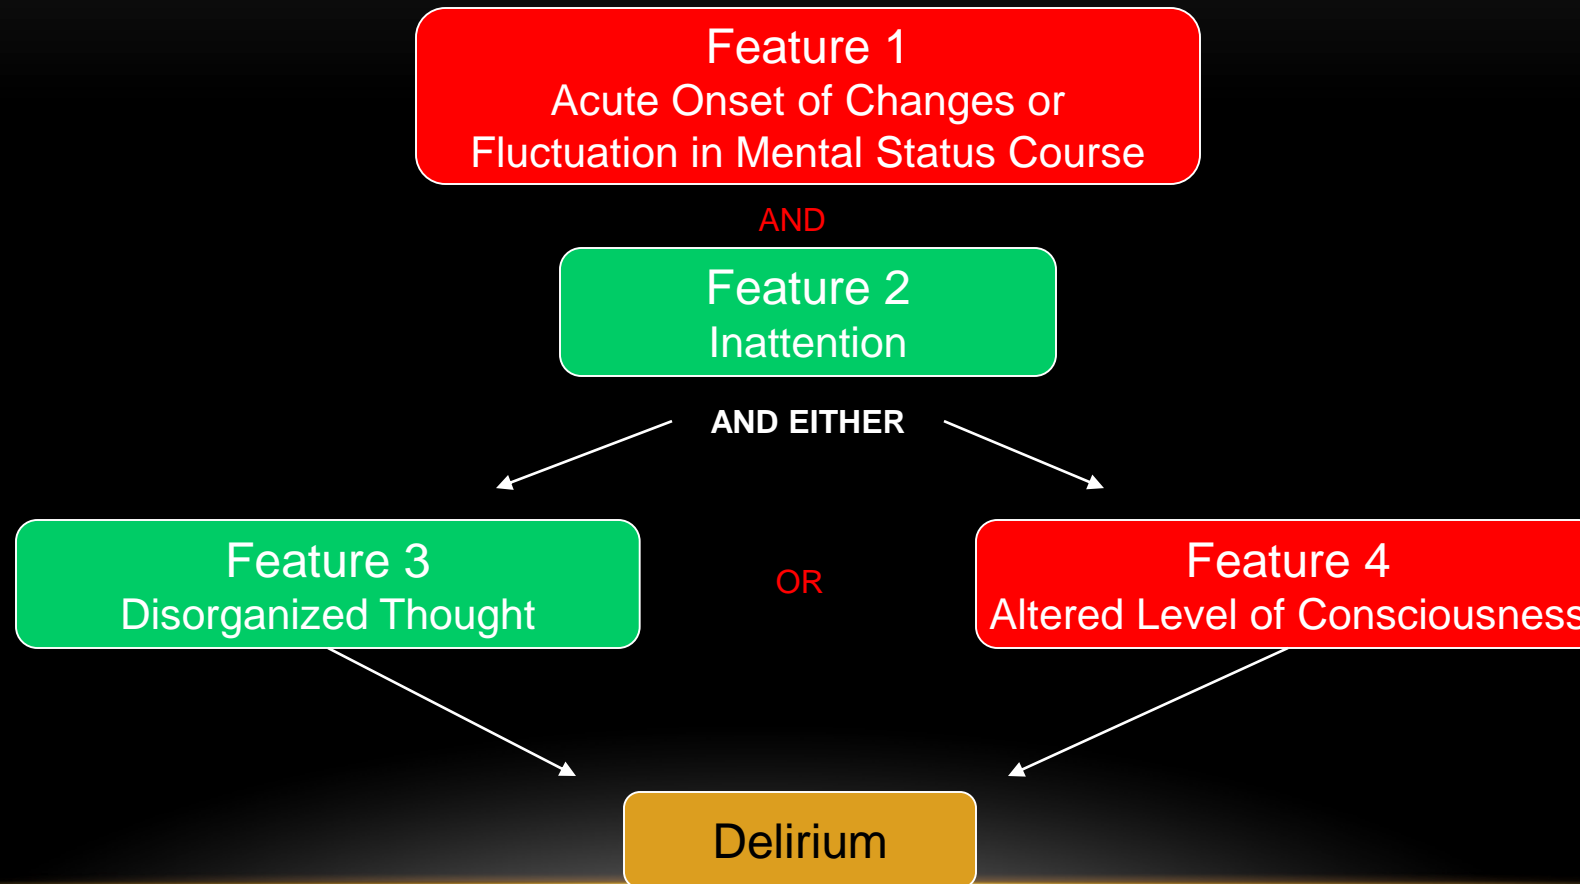 Feature 1
Acute Onset of Changes or
Fluctuation in Mental Status Course
AND
Feature 2
Inattention
AND EITHER
Feature 3
Disorganized Thought
OR
Feature 4
Altered Level of Consciousness
Delirium